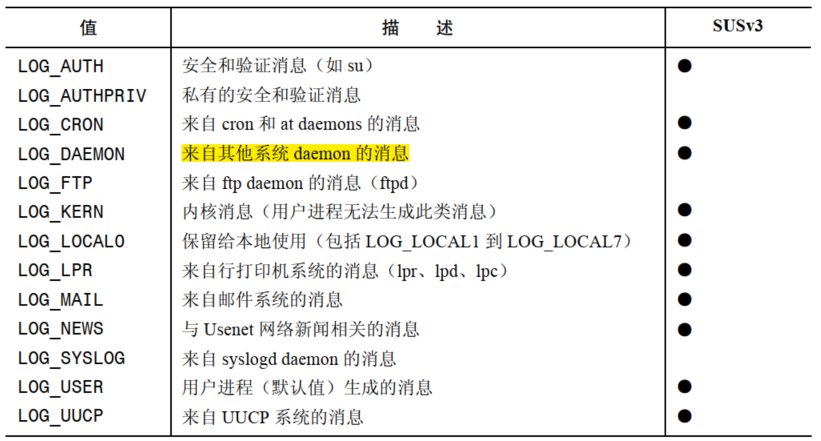 值 描 述 SUSv3
LOG_AUTH 安全和验证消息（如 su） ●
LOG_AUTHPRIV 私有的安全和验证消息
LOG_CRON 来自 cron 和 at daemons 的消息 ●
LOG_DAEMON 来自其他系统 daemon 的消息 ●
LOG_FTP 来自 ftp daemon 的消息（ftpd）
LOG_KERN 内核消息（用户进程无法生成此类消息） ●
LOG_LOCAL0 保留给本地使用（包括 LOG_LOCAL1 到 LOG_LOCAL7） ●
LOG_LPR 来自行打印机系统的消息（lpr、lpd、lpc） ●
LOG_MAIL 来自邮件系统的消息 ●
LOG_NEWS 与 Usenet 网络新闻相关的消息 ●
LOG_SYSLOG 来自 syslogd daemon 的消息
LOG_USER 用户进程（默认值）生成的消息 ●
LOG_UUCP 来自 UUCP 系统的消息 ●